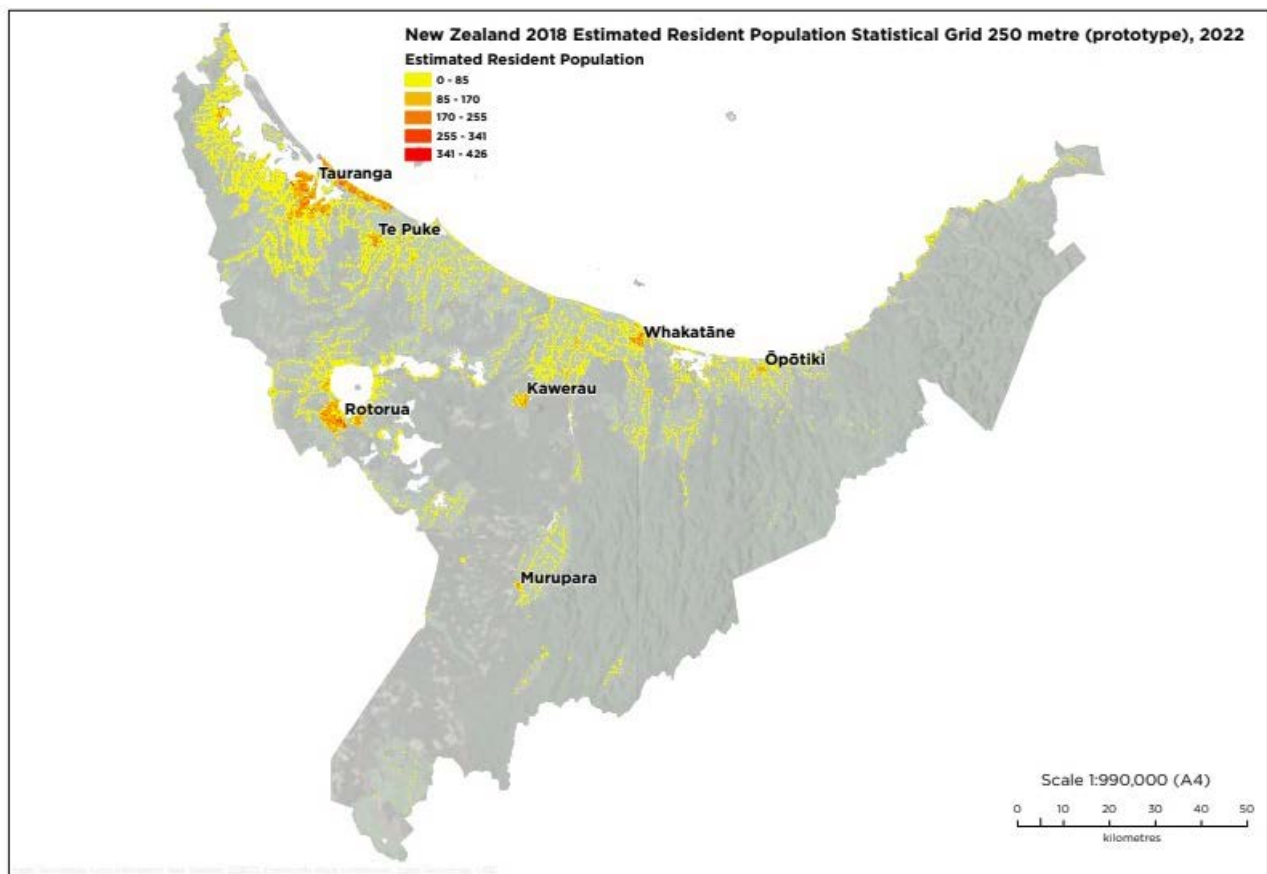 New Zealand 2018 Estimated Resident Population Statistical Grid 250 metre (prototype), 2022
Estimated Resident Population
0 - 85
85 - 170
170 - 255
255 - 341
341 - 426
Tauranga
Te Puke
Whakatāne
Ōpōtiki
Kawerau
Rotorua
Murupara
Scale 1:990,000 (A4)
0 10 20 30 40 50
kilometres